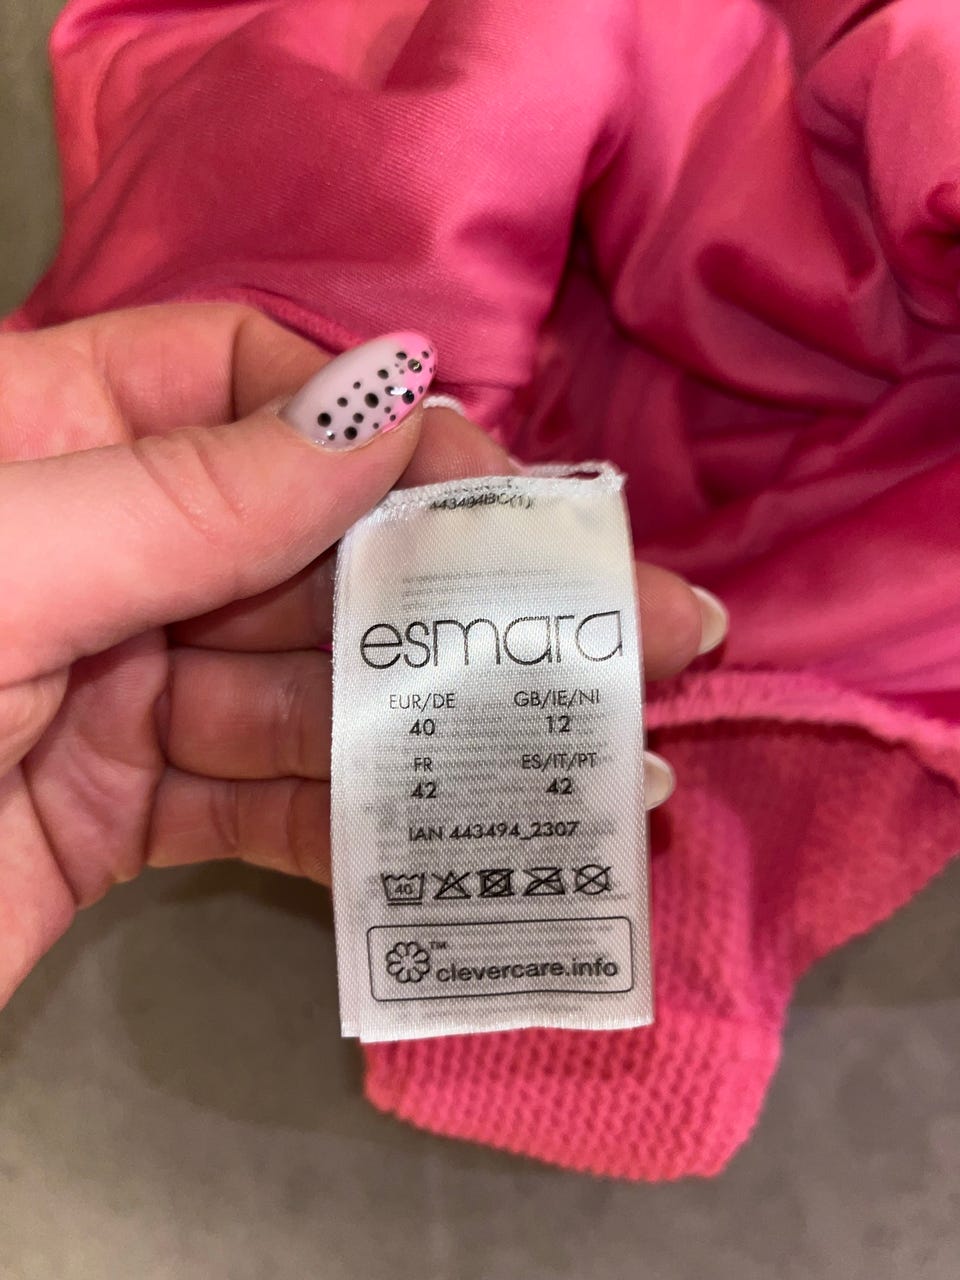 443494BC(1)
esmara
EUR/DE GB/IE/NI
40 12
FR ES/IT/PT
42 42
IAN 443494_2307
40
™ clevercare.info